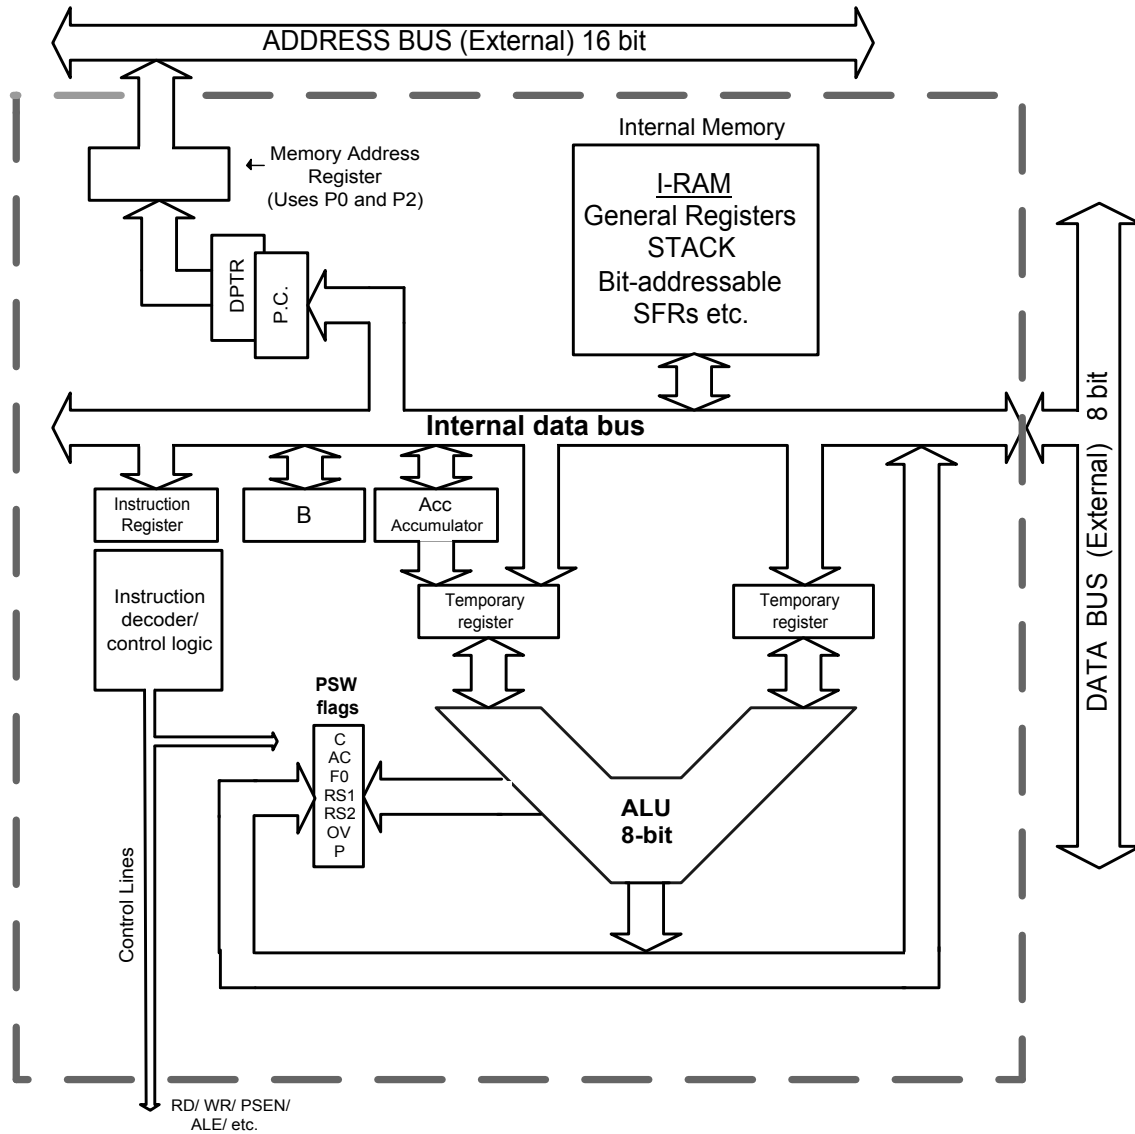 ADDRESS BUS (External) 16 bit
Internal Memory
Memory Address
Register
(Uses P0 and P2)
I-RAM
General Registers
STACK
Bit-addressable
SFRs etc.
DPTR
P.C.
DATA BUS (External) 8 bit
Internal data bus
Instruction
Register
B
Acc
Accumulator
Instruction
decoder/
control logic
Temporary
register
Temporary
register
PSW
flags
C
AC
F0
RS1
RS2
OV
P
ALU
8-bit
Control Lines
RD/ WR/ PSEN/
ALE/ etc.